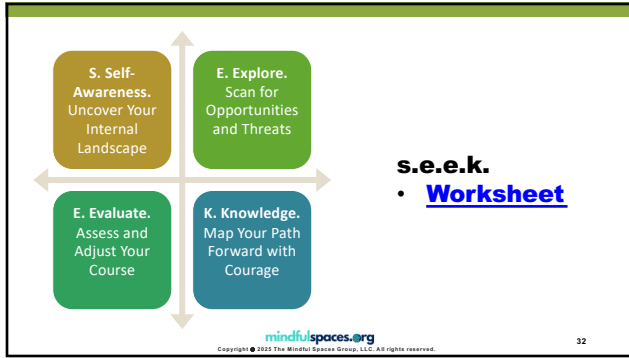 S. Self-
Awareness.
Uncover Your
Internal
Landscape
E. Explore.
Scan for
Opportunities
and Threats
E. Evaluate.
Assess and
Adjust Your
Course
K. Knowledge.
Map Your Path
Forward with
Courage
s.e.e.k.
• Worksheet
mindfulspaces.org
Copyright @ 2025 The Mindful Spaces Group, LLC. All rights reserved.
32